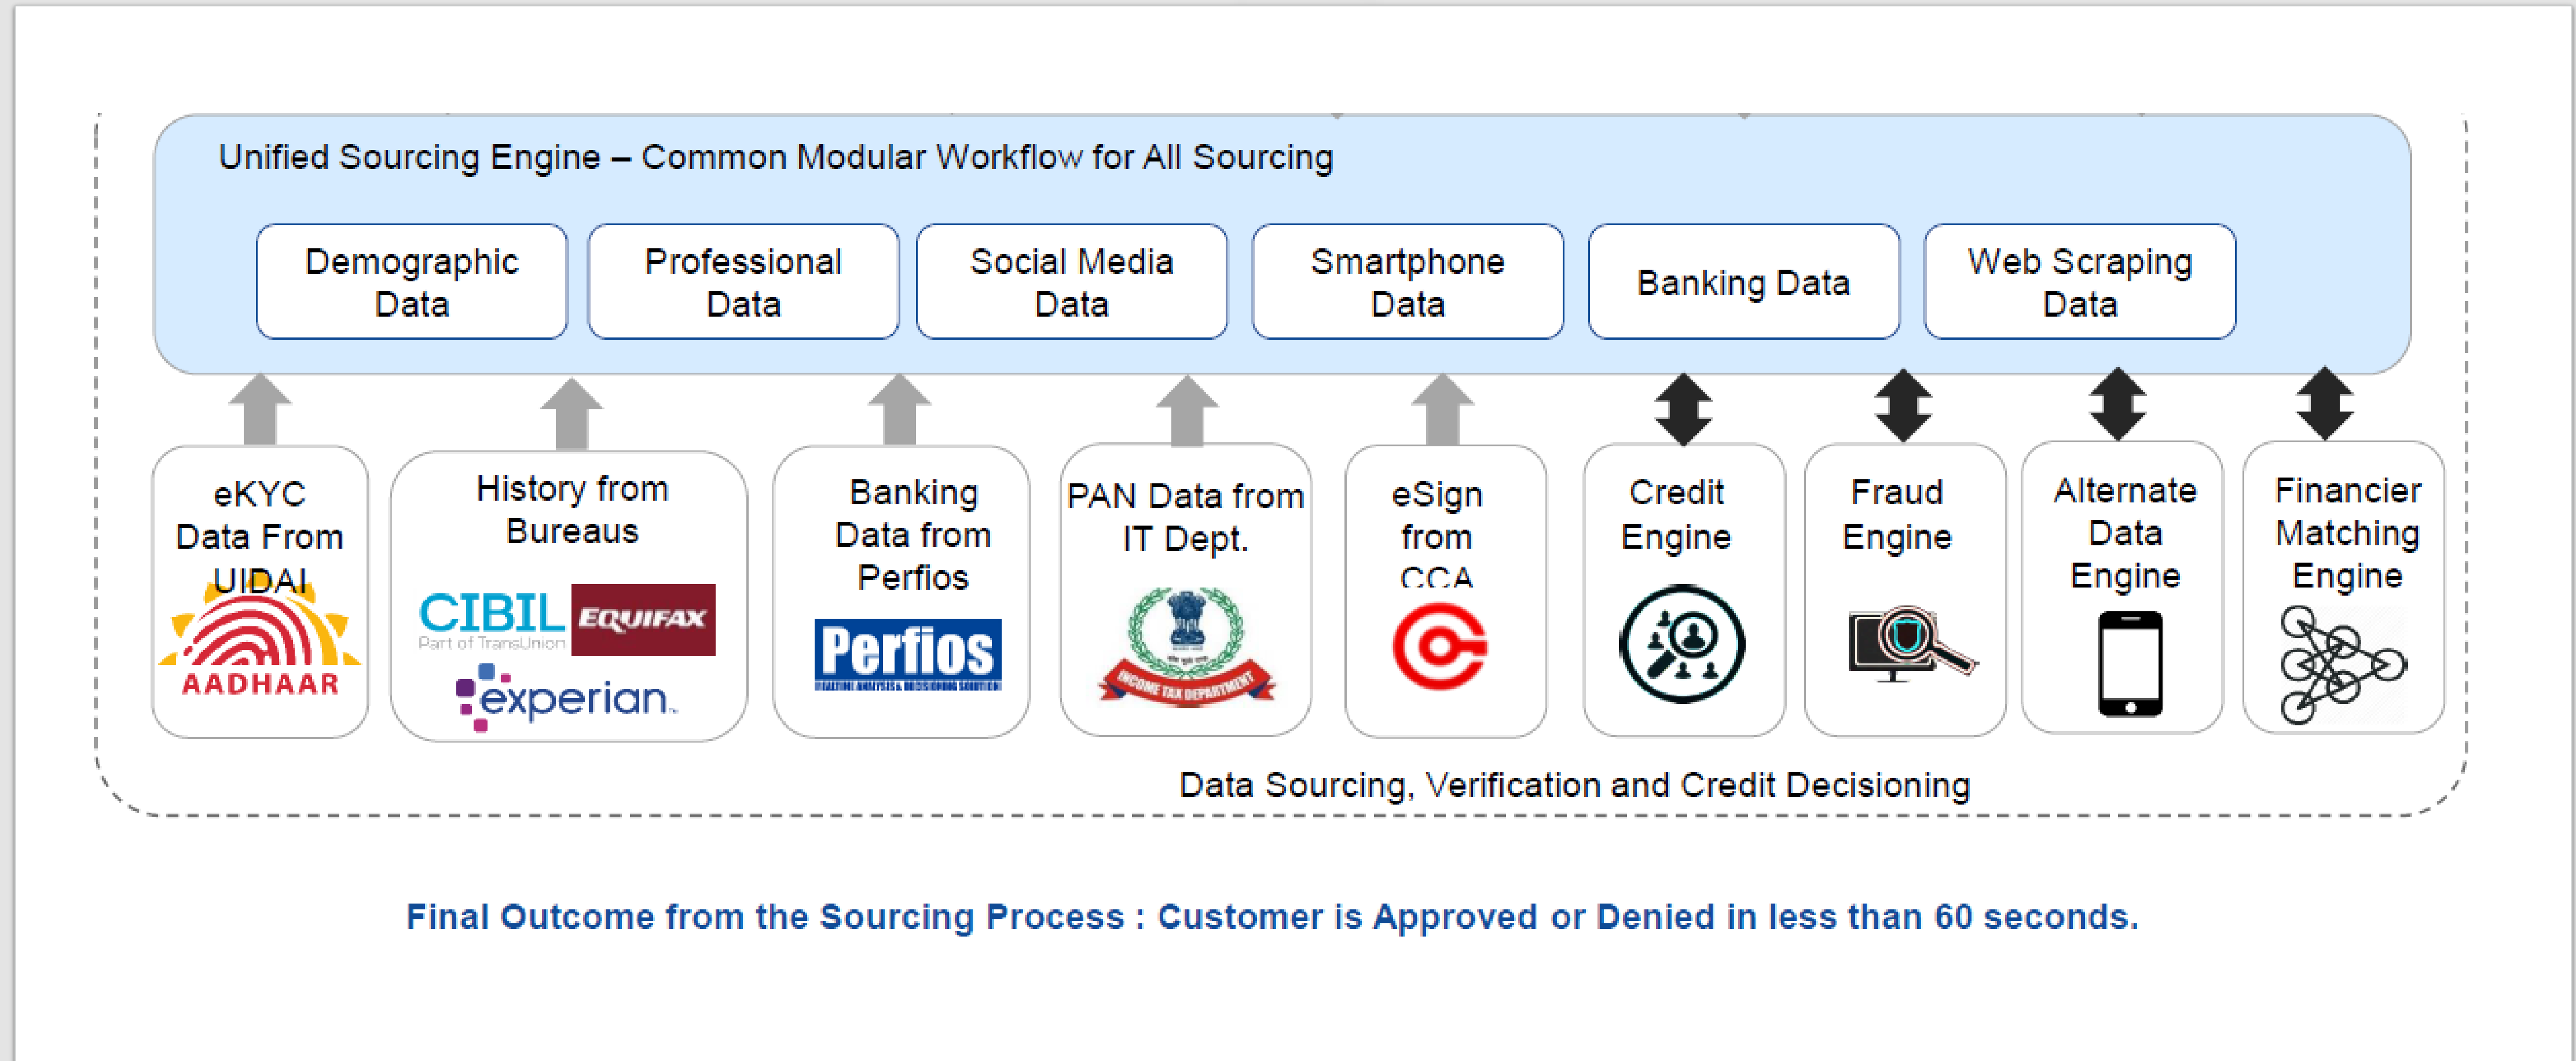 Unified Sourcing Engine – Common Modular Workflow for All Sourcing
Demographic
Data
Professional
Data
Social Media
Data
Smartphone
Data
Banking Data
Web Scraping
Data
eKYC
Data From
UIDAI
AADHAAR
History from
Bureaus
CIBIL
Part of TransUnion
EQUIFAX
experian
Banking
Data from
Perfios
Perfios
REALTIME ANALYSIS & DECISIONING SOLUTION
PAN Data from
IT Dept.
INCOME TAX DEPARTMENT
eSign
from
CCA
Credit
Engine
Fraud
Engine
Alternate
Data
Engine
Financier
Matching
Engine
Data Sourcing, Verification and Credit Decisioning
Final Outcome from the Sourcing Process : Customer is Approved or Denied in less than 60 seconds.